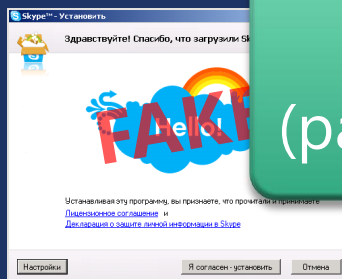 Skype™ - Установить
Здравствуйте! Спасибо, что загрузили Sk
Hello!
FAKE
(ра
Устанавливая эту программу, вы признаете, что прочитали и принимаете
Лицензионное соглашение и
Декларация о защите личной информации в Skype
Настройки Я согласен - установить Отмена